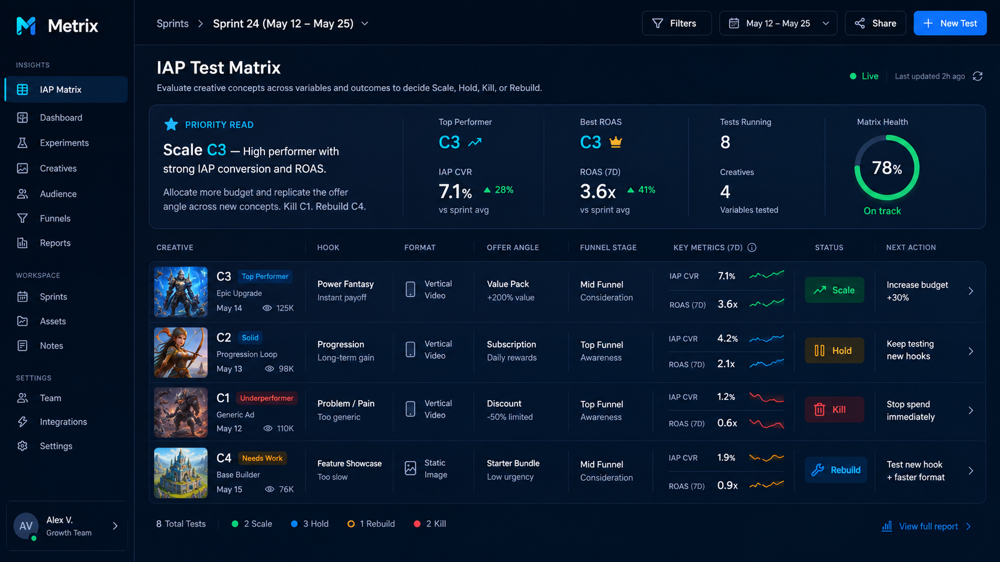 Metrix
Sprints > Sprint 24 (May 12 – May 25)
Filters
May 12 – May 25
Share
+ New Test
INSIGHTS
IAP Matrix
Dashboard
Experiments
Creatives
Audience
Funnels
Reports
WORKSPACE
Sprints
Assets
Notes
SETTINGS
Team
Integrations
Settings
AV
Alex V.
Growth Team
IAP Test Matrix
Evaluate creative concepts across variables and outcomes to decide Scale, Hold, Kill, or Rebuild.
Live
Last updated 2h ago
PRIORITY READ
Scale C3 — High performer with
strong IAP conversion and ROAS.
Allocate more budget and replicate the offer
angle across new concepts. Kill C1. Rebuild C4.
Top Performer
C3
IAP CVR
7.1% ▲ 28%
vs sprint avg
Best ROAS
C3
ROAS (7D)
3.6x ▲ 41%
vs sprint avg
Tests Running
8
Creatives
4
Variables tested
Matrix Health
78%
On track
CREATIVE HOOK FORMAT OFFER ANGLE FUNNEL STAGE KEY METRICS (7D) STATUS NEXT ACTION
C3 Top Performer
Epic Upgrade
May 14 125K
Power Fantasy
Instant payoff
Vertical
Video
Value Pack
+200% value
Mid Funnel
Consideration
IAP CVR 7.1%
ROAS (7D) 3.6x
Scale
Increase budget
+30%
C2 Solid
Progression Loop
May 13 98K
Progression
Long-term gain
Vertical
Video
Subscription
Daily rewards
Top Funnel
Awareness
IAP CVR 4.2%
ROAS (7D) 2.1x
Hold
Keep testing
new hooks
C1 Underperformer
Generic Ad
May 12 110K
Problem / Pain
Too generic
Vertical
Video
Discount
-50% limited
Top Funnel
Awareness
IAP CVR 1.2%
ROAS (7D) 0.6x
Kill
Stop spend
immediately
C4 Needs Work
Base Builder
May 15 76K
Feature Showcase
Too slow
Static
Image
Starter Bundle
Low urgency
Mid Funnel
Consideration
IAP CVR 1.9%
ROAS (7D) 0.9x
Rebuild
Test new hook
+ faster format
8 Total Tests 2 Scale 3 Hold 1 Rebuild 2 Kill
View full report